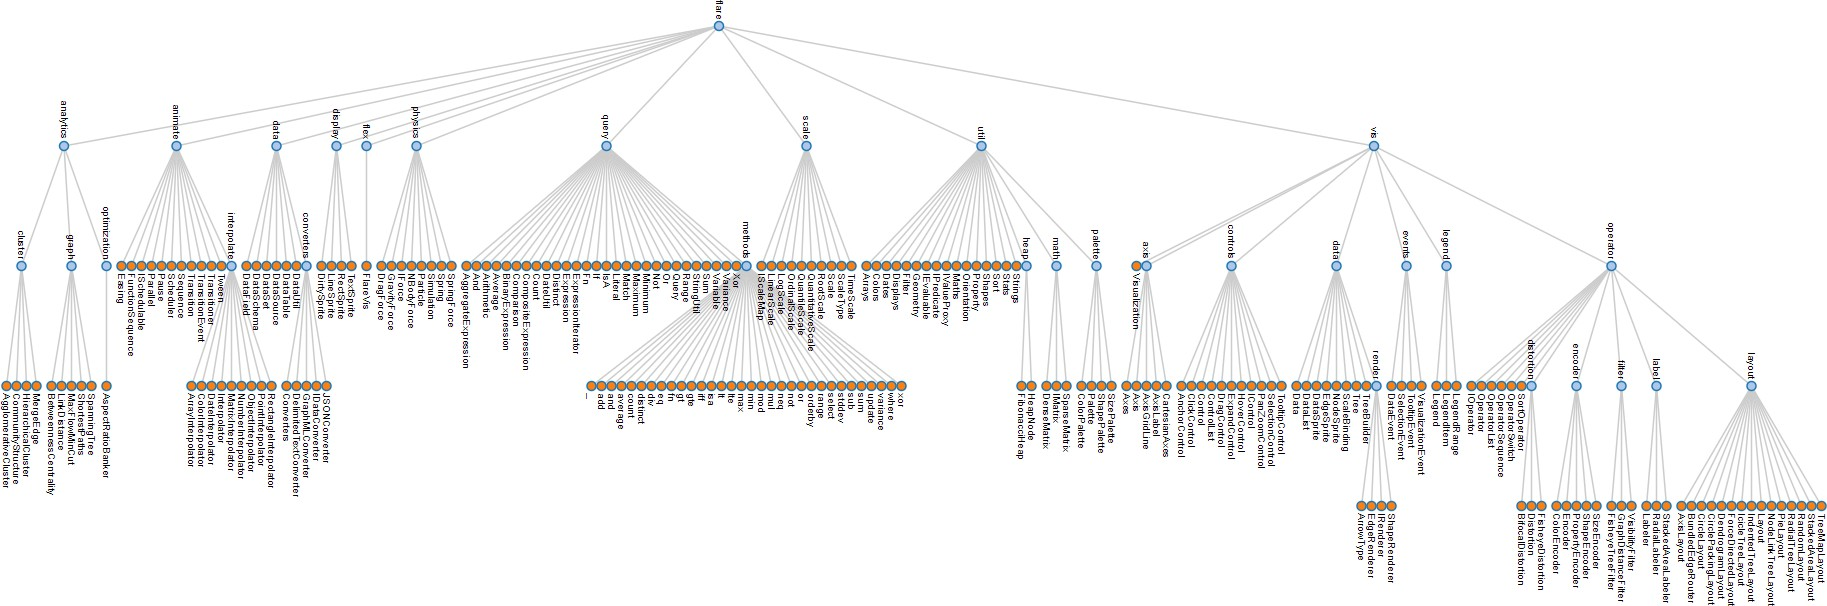 flare
analytics
animate
data
display
flex
physics
query
scale
util
vis
cluster
graph
optimization
interpolate
converters
methods
heap
math
palette
axis
controls
data
events
legend
operator
Easing
FunctionSequence
ISchedulable
Parallel
Pause
Scheduler
Sequence
Transition
TransitionEvent
Transitioner
Tween
DataField
DataSchema
DataSet
DataSource
DataTable
DataUtil
DirtySprite
LineSprite
RectSprite
TextSprite
FlareVis
DragForce
GravityForce
IForce
NBodyForce
Particle
Simulation
Spring
SpringForce
AggregateExpression
And
Arithmetic
Average
BinaryExpression
Comparison
CompositeExpression
Count
DateUtil
Distinct
Expression
ExpressionIterator
Fn
If
IsA
Literal
Match
Maximum
Minimum
Not
Or
Query
Range
StringUtil
Sum
Variable
Variance
Xor
IScaleMap
LinearScale
LogScale
OrdinalScale
QuantileScale
QuantitativeScale
RootScale
Scale
ScaleType
TimeScale
Arrays
Colors
Dates
Displays
Filter
Geometry
IEvaluable
IPredicate
IValueProxy
Maths
Orientation
Property
Shapes
Sort
Stats
Strings
Visualization
AgglomerativeCluster
CommunityStructure
HierarchicalCluster
MergeEdge
BetweennessCentrality
LinkDistance
MaxFlowMinCut
ShortestPaths
SpanningTree
AspectRatioBanker
ArrayInterpolator
ColorInterpolator
DateInterpolator
Interpolator
MatrixInterpolator
NumberInterpolator
ObjectInterpolator
PointInterpolator
RectangleInterpolator
Converters
DelimitedTextConverter
GraphMLConverter
IDataConverter
JSONConverter
_
add
and
average
count
distinct
div
eq
fn
gt
gte
iff
isa
lt
lte
max
min
mod
mul
neq
not
or
orderby
range
select
stddev
sub
sum
update
variance
where
xor
FibonacciHeap
HeapNode
DenseMatrix
IMatrix
SparseMatrix
ColorPalette
Palette
ShapePalette
SizePalette
Axes
Axis
AxisGridLine
AxisLabel
CartesianAxes
AnchorControl
ClickControl
Control
ControlList
DragControl
ExpandControl
HoverControl
IControl
PanZoomControl
SelectionControl
TooltipControl
Data
DataList
DataSprite
EdgeSprite
NodeSprite
ScaleBinding
Tree
TreeBuilder
render
DataEvent
SelectionEvent
TooltipEvent
VisualizationEvent
Legend
LegendItem
LegendRange
IOperator
Operator
OperatorList
OperatorSequence
OperatorSwitch
SortOperator
distortion
encoder
filter
label
layout
ArrowType
EdgeRenderer
IRenderer
ShapeRenderer
BifocalDistortion
Distortion
FisheyeDistortion
ColorEncoder
Encoder
PropertyEncoder
ShapeEncoder
SizeEncoder
FisheyeTreeFilter
GraphDistanceFilter
VisibilityFilter
Labeler
RadialLabeler
StackedAreaLabeler
AxisLayout
BundledEdgeRouter
CircleLayout
CirclePackingLayout
DendrogramLayout
ForceDirectedLayout
IcicleTreeLayout
IndentedTreeLayout
Layout
NodeLinkTreeLayout
PieLayout
RadialTreeLayout
RandomLayout
StackedAreaLayout
TreeMapLayout